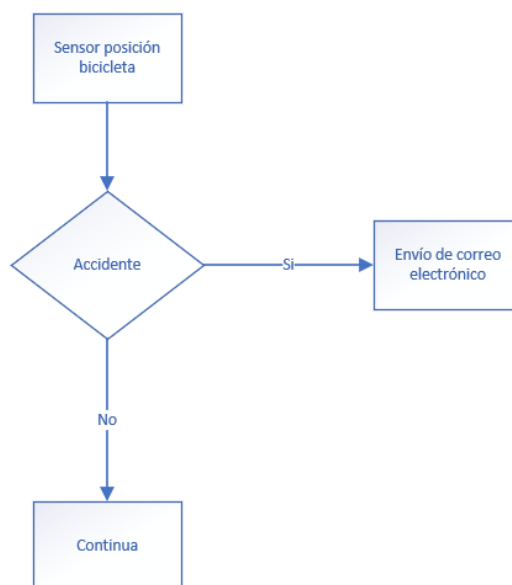 Sensor posición
bicicleta
Accidente
Si
Envío de correo
electrónico
No
Continua